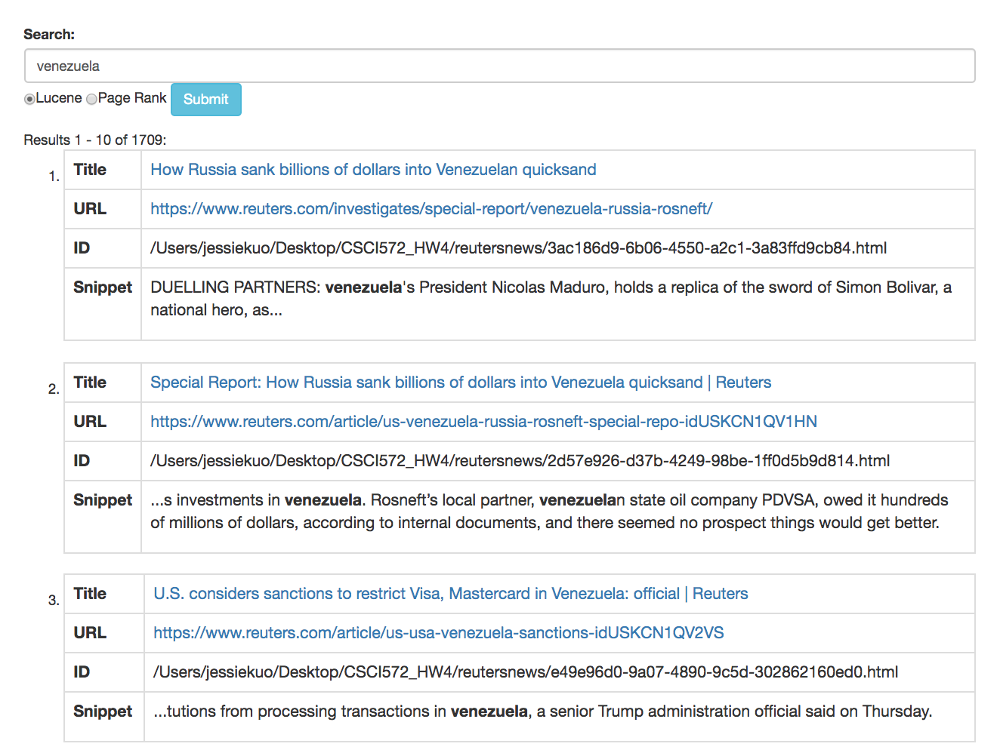 Search:
venezuela
Lucene Page Rank Submit
Results 1 - 10 of 1709:
1. Title How Russia sank billions of dollars into Venezuelan quicksand
URL https://www.reuters.com/investigates/special-report/venezuela-russia-rosneft/
ID /Users/jessiekuo/Desktop/CSCI572_HW4/reutersnews/3ac186d9-6b06-4550-a2c1-3a83ffd9cb84.html
Snippet DUELLING PARTNERS: venezuela's President Nicolas Maduro, holds a replica of the sword of Simon Bolivar, a
national hero, as...
2. Title Special Report: How Russia sank billions of dollars into Venezuela quicksand | Reuters
URL https://www.reuters.com/article/us-venezuela-russia-rosneft-special-repo-idUSKCN1QV1HN
ID /Users/jessiekuo/Desktop/CSCI572_HW4/reutersnews/2d57e926-d37b-4249-98be-1ff0d5b9d814.html
Snippet ...s investments in venezuela. Rosneft’s local partner, venezuelan state oil company PDVSA, owed it hundreds
of millions of dollars, according to internal documents, and there seemed no prospect things would get better.
3. Title U.S. considers sanctions to restrict Visa, Mastercard in Venezuela: official | Reuters
URL https://www.reuters.com/article/us-usa-venezuela-sanctions-idUSKCN1QV2VS
ID /Users/jessiekuo/Desktop/CSCI572_HW4/reutersnews/e49e96d0-9a07-4890-9c5d-302862160ed0.html
Snippet ...tutions from processing transactions in venezuela, a senior Trump administration official said on Thursday.